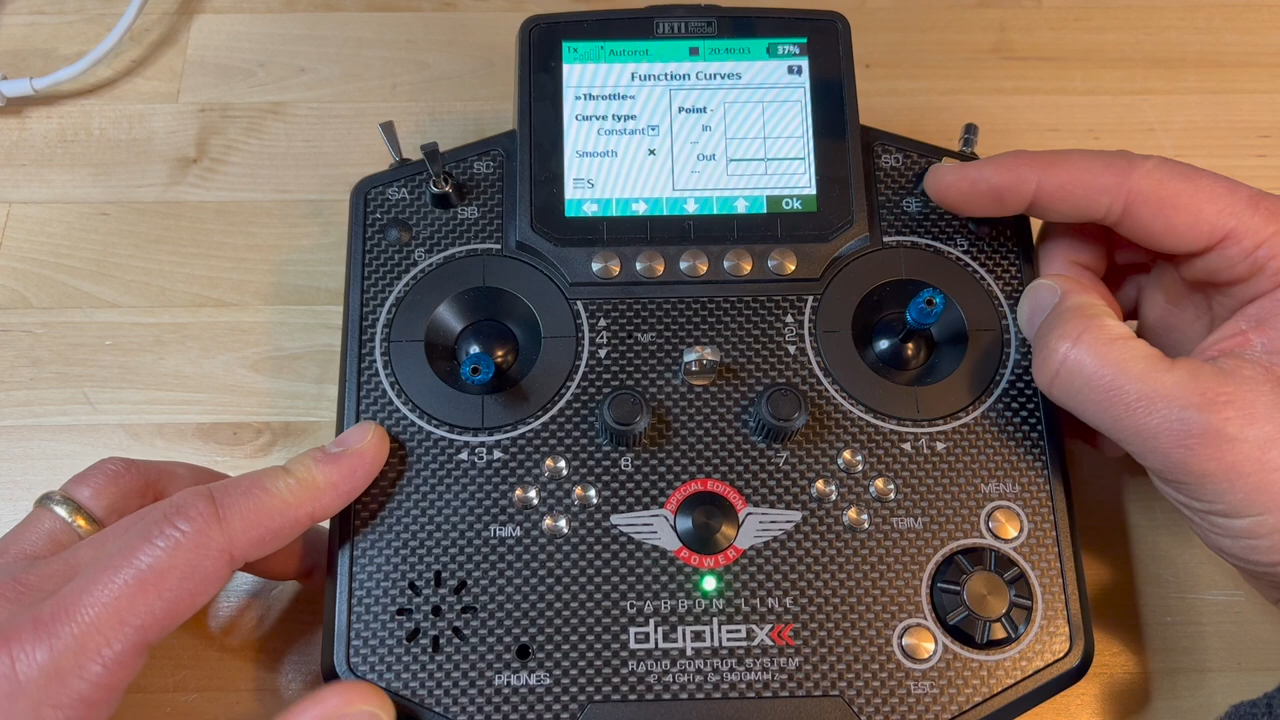 JETI model
Tx Autorot. 20:40:03 37%
Function Curves ?
»Throttle«
Curve type
Constant
Smooth
Point -
In
...
Out
...
S
Ok
SA
SB
SC
SD
SE
6
5
4
MIC
2
3
8
7
1
TRIM
TRIM
MENU
SPECIAL EDITION
POWER
CARBON LINE
duplex
RADIO CONTROL SYSTEM
2.4GHz & 900MHz
PHONES
ESC